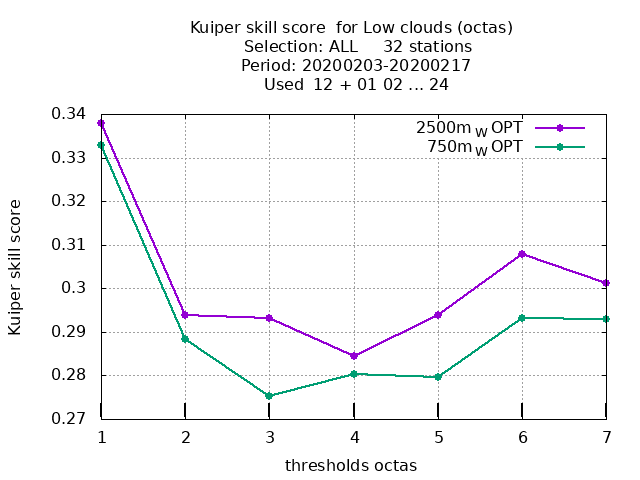 Kuiper skill score  for Low clouds (octas)
Selection: ALL     32 stations
Period: 20200203-20200217
Used  12 + 01 02 ... 24
2500m W OPT
750m W OPT
0.34
0.33
0.32
0.31
0.3
0.29
0.28
0.27
Kuiper skill score
1 2 3 4 5 6 7
thresholds octas